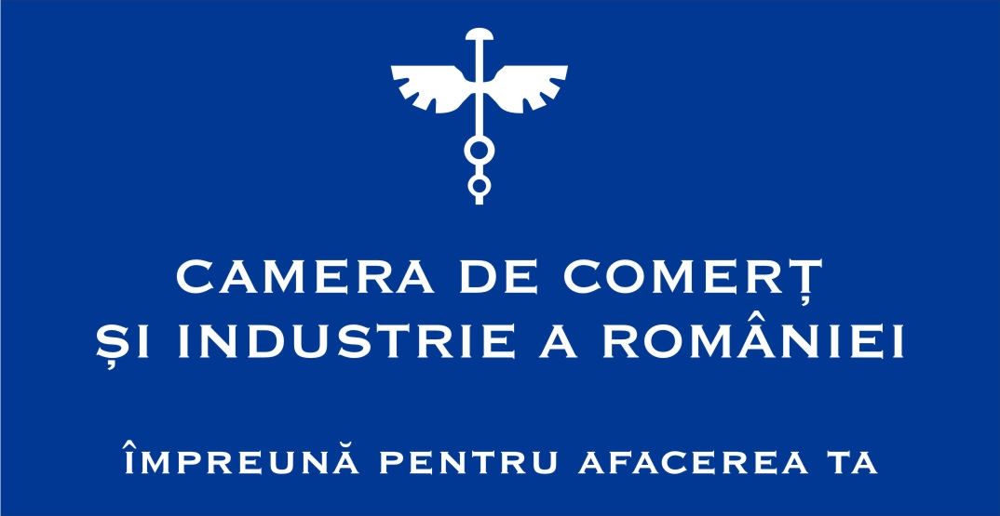 CAMERA DE COMERȚ
ȘI INDUSTRIE A ROMÂNIEI
ÎMPREUNĂ PENTRU AFACEREA TA